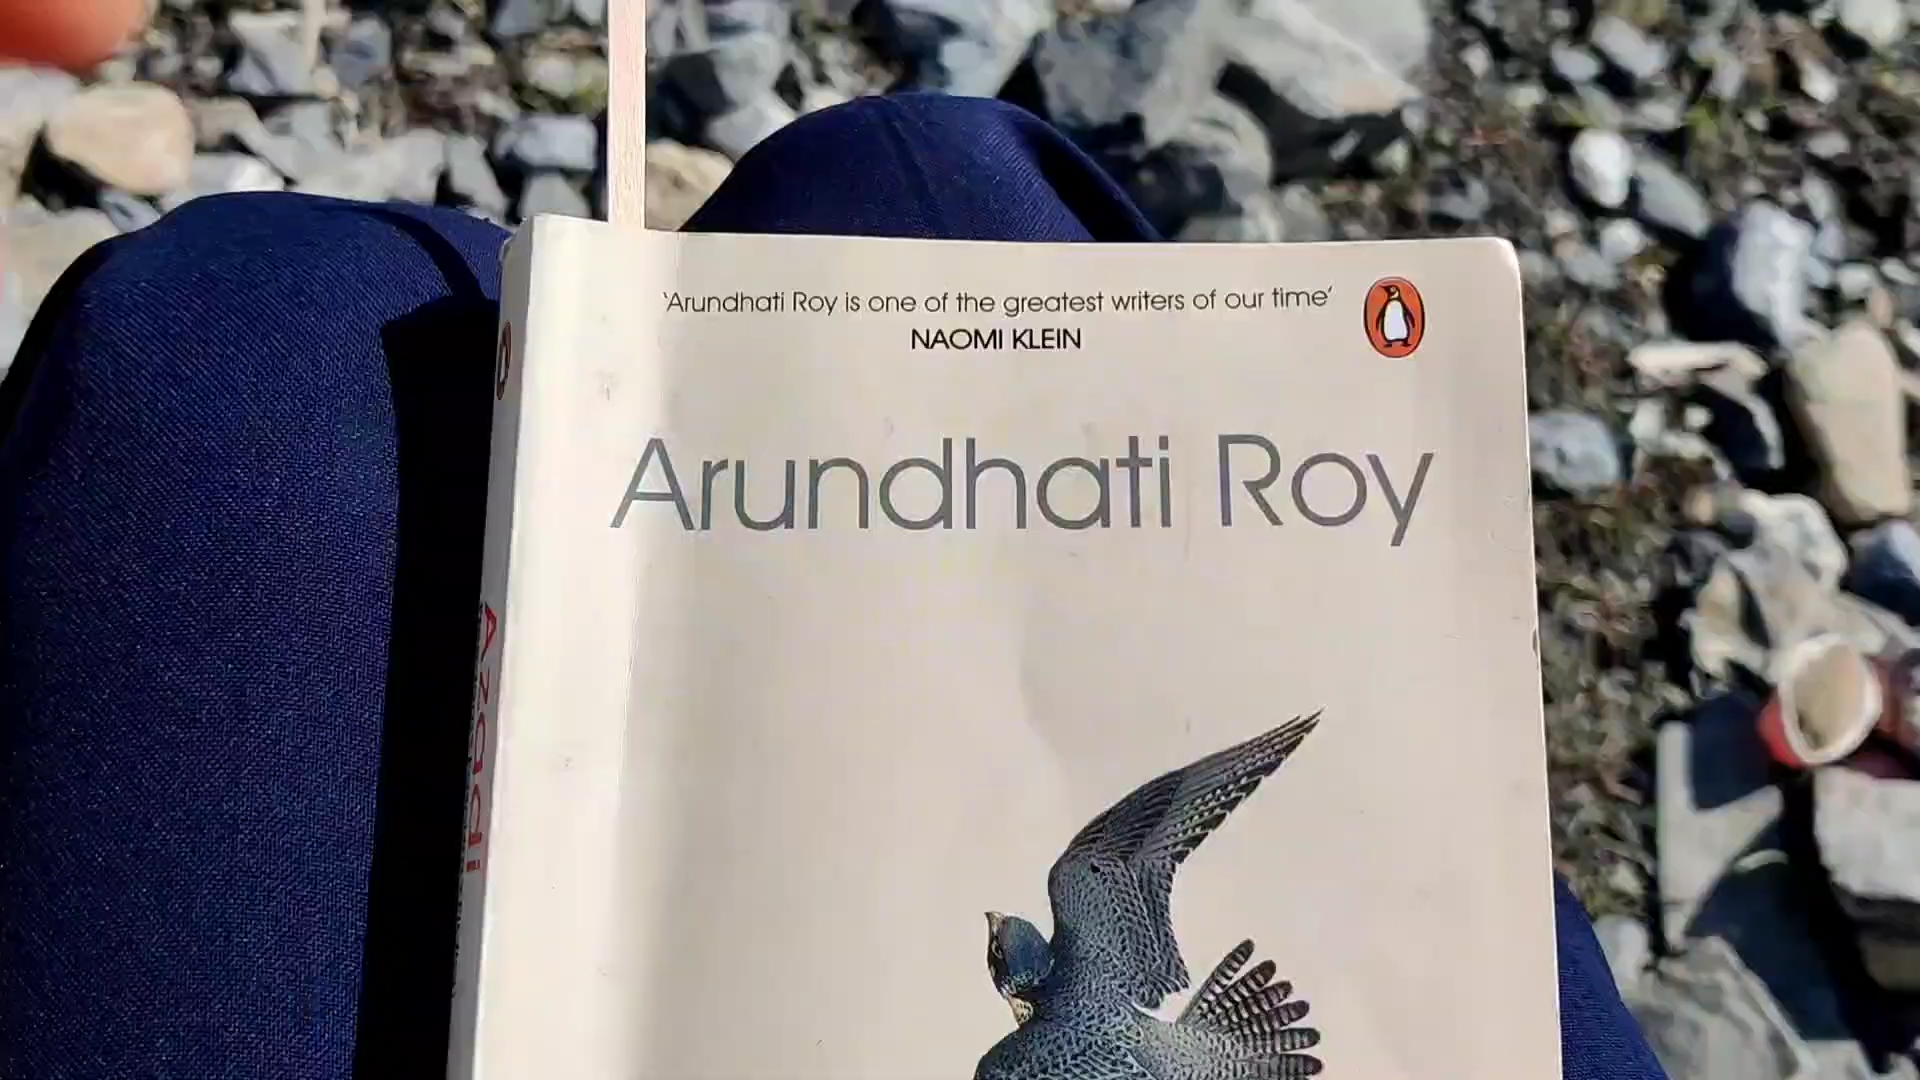 'Arundhati Roy is one of the greatest writers of our time'
NAOMI KLEIN
Arundhati Roy
Azadi